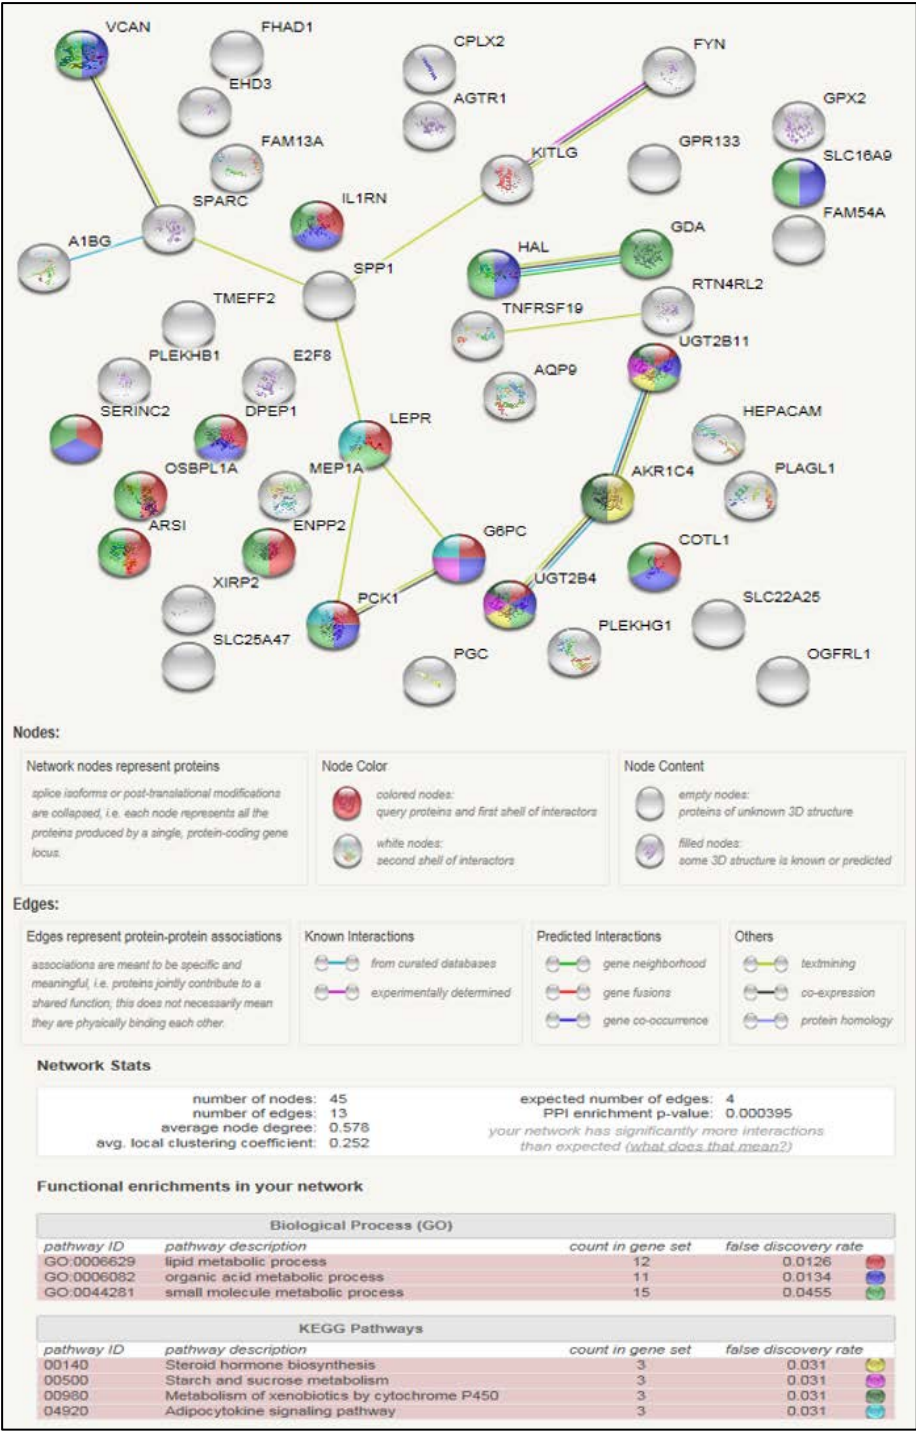 VCAN
FHAD1
CPLX2
FYN
EHD3
AGTR1
GPX2
FAM13A
KITLG
GPR133
SLC16A9
SPARC
IL1RN
FAM54A
A1BG
HAL
GDA
SPP1
TMEFF2
TNFRSF19
RTN4RL2
PLEKHB1
E2F8
UGT2B11
AQP9
SERINC2
DPEP1
LEPR
HEPACAM
OSBPL1A
MEP1A
AKR1C4
PLAGL1
ARSI
ENPP2
G6PC
COTL1
XIRP2
PCK1
UGT2B4
SLC22A25
SLC25A47
PGC
PLEKHG1
OGFRL1
Nodes:
Network nodes represent proteins
splice isoforms or post-translational modifications
are collapsed, i.e. each node represents all the
proteins produced by a single, protein-coding gene
locus.
Node Color
colored nodes:
query proteins and first shell of interactors
white nodes:
second shell of interactors
Node Content
empty nodes:
proteins of unknown 3D structure
filled nodes:
some 3D structure is known or predicted
Edges:
Edges represent protein-protein associations
associations are meant to be specific and
meaningful, i.e. proteins jointly contribute to a
shared function; this does not necessarily mean
they are physically binding each other.
Known Interactions
from curated databases
experimentally determined
Predicted Interactions
gene neighborhood
gene fusions
gene co-occurrence
Others
textmining
co-expression
protein homology
Network Stats
number of nodes: 45
number of edges: 13
average node degree: 0.578
avg. local clustering coefficient: 0.252
expected number of edges: 4
PPI enrichment p-value: 0.000395
your network has significantly more interactions
than expected (what does that mean?)
Functional enrichments in your network
Biological Process (GO)
pathway ID pathway description count in gene set false discovery rate
GO:0006629 lipid metabolic process 12 0.0126
GO:0006082 organic acid metabolic process 11 0.0134
GO:0044281 small molecule metabolic process 15 0.0455
KEGG Pathways
pathway ID pathway description count in gene set false discovery rate
00140 Steroid hormone biosynthesis 3 0.031
00500 Starch and sucrose metabolism 3 0.031
00980 Metabolism of xenobiotics by cytochrome P450 3 0.031
04920 Adipocytokine signaling pathway 3 0.031